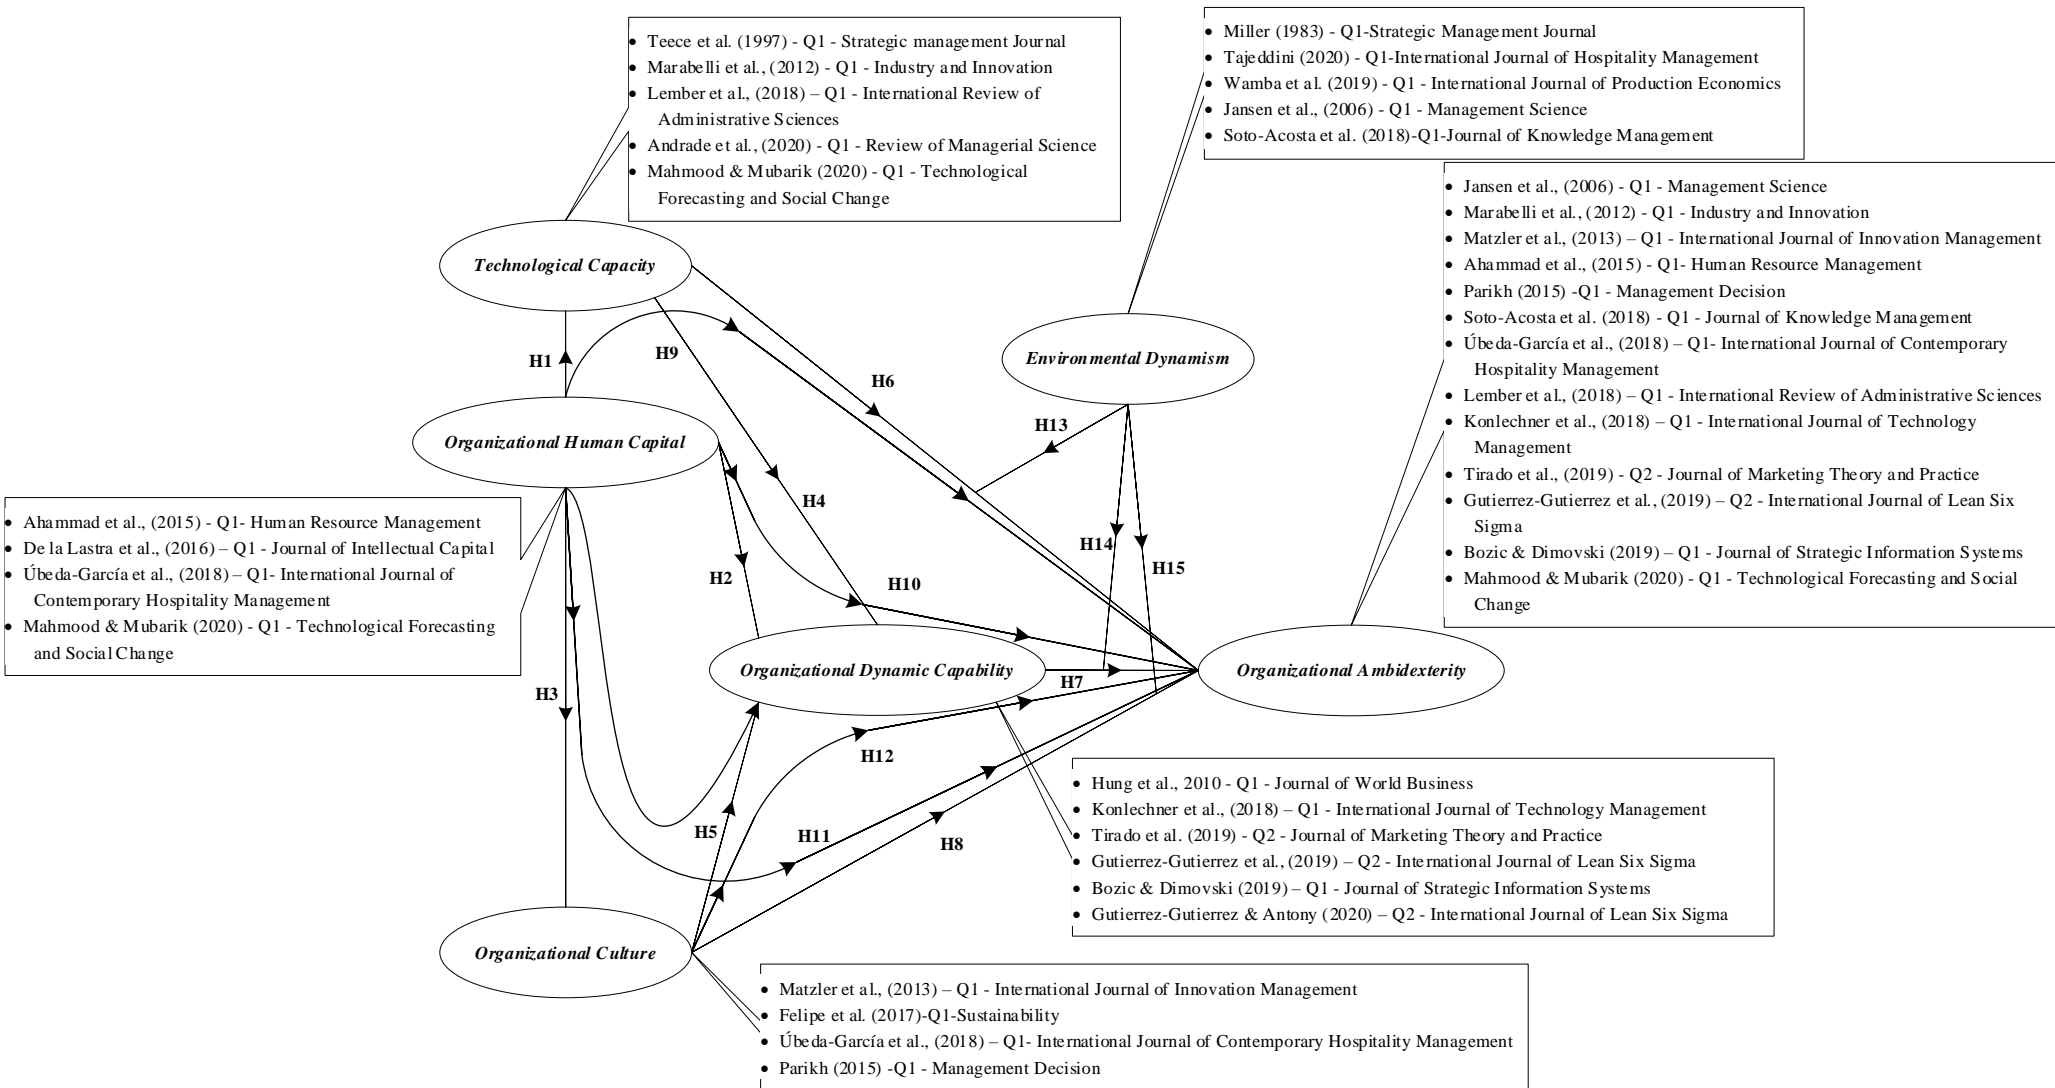 • Teece et al. (1997) - Q1 - Strategic management Journal
• Marabelli et al., (2012) - Q1 - Industry and Innovation
• Lember et al., (2018) – Q1 - International Review of
Administrative Sciences
• Andrade et al., (2020) - Q1 - Review of Managerial Science
• Mahmood & Mubarik (2020) - Q1 - Technological
Forecasting and Social Change
• Miller (1983) - Q1-Strategic Management Journal
• Tajeddini (2020) - Q1-International Journal of Hospitality Management
• Wamba et al. (2019) - Q1 - International Journal of Production Economics
• Jansen et al., (2006) - Q1 - Management Science
• Soto-Acosta et al. (2018)-Q1-Journal of Knowledge Management
• Jansen et al., (2006) - Q1 - Management Science
• Marabelli et al., (2012) - Q1 - Industry and Innovation
• Matzler et al., (2013) – Q1 - International Journal of Innovation Management
• Ahammad et al., (2015) - Q1- Human Resource Management
• Parikh (2015) -Q1 - Management Decision
• Soto-Acosta et al. (2018) - Q1 - Journal of Knowledge Management
• Úbeda-García et al., (2018) – Q1- International Journal of Contemporary
Hospitality Management
• Lember et al., (2018) – Q1 - International Review of Administrative Sciences
• Konlechner et al., (2018) – Q1 - International Journal of Technology
Management
• Tirado et al., (2019) - Q2 - Journal of Marketing Theory and Practice
• Gutierrez-Gutierrez et al., (2019) – Q2 - International Journal of Lean Six
Sigma
• Bozic & Dimovski (2019) – Q1 - Journal of Strategic Information Systems
• Mahmood & Mubarik (2020) - Q1 - Technological Forecasting and Social
Change
Technological Capacity
Environmental Dynamism
H1
H9
H6
H13
Organizational Human Capital
H4
H14
H15
H2
H10
• Ahammad et al., (2015) - Q1- Human Resource Management
• De la Lastra et al., (2016) – Q1 - Journal of Intellectual Capital
• Úbeda-García et al., (2018) – Q1- International Journal of
Contemporary Hospitality Management
• Mahmood & Mubarik (2020) - Q1 - Technological Forecasting
and Social Change
Organizational Dynamic Capability
Organizational Ambidexterity
H3
H7
H12
H5
H11
H8
• Hung et al., 2010 - Q1 - Journal of World Business
• Konlechner et al., (2018) – Q1 - International Journal of Technology Management
• Tirado et al. (2019) - Q2 - Journal of Marketing Theory and Practice
• Gutierrez-Gutierrez et al., (2019) – Q2 - International Journal of Lean Six Sigma
• Bozic & Dimovski (2019) – Q1 - Journal of Strategic Information Systems
• Gutierrez-Gutierrez & Antony (2020) – Q2 - International Journal of Lean Six Sigma
Organizational Culture
• Matzler et al., (2013) – Q1 - International Journal of Innovation Management
• Felipe et al. (2017)-Q1-Sustainability
• Úbeda-García et al., (2018) – Q1- International Journal of Contemporary Hospitality Management
• Parikh (2015) -Q1 - Management Decision